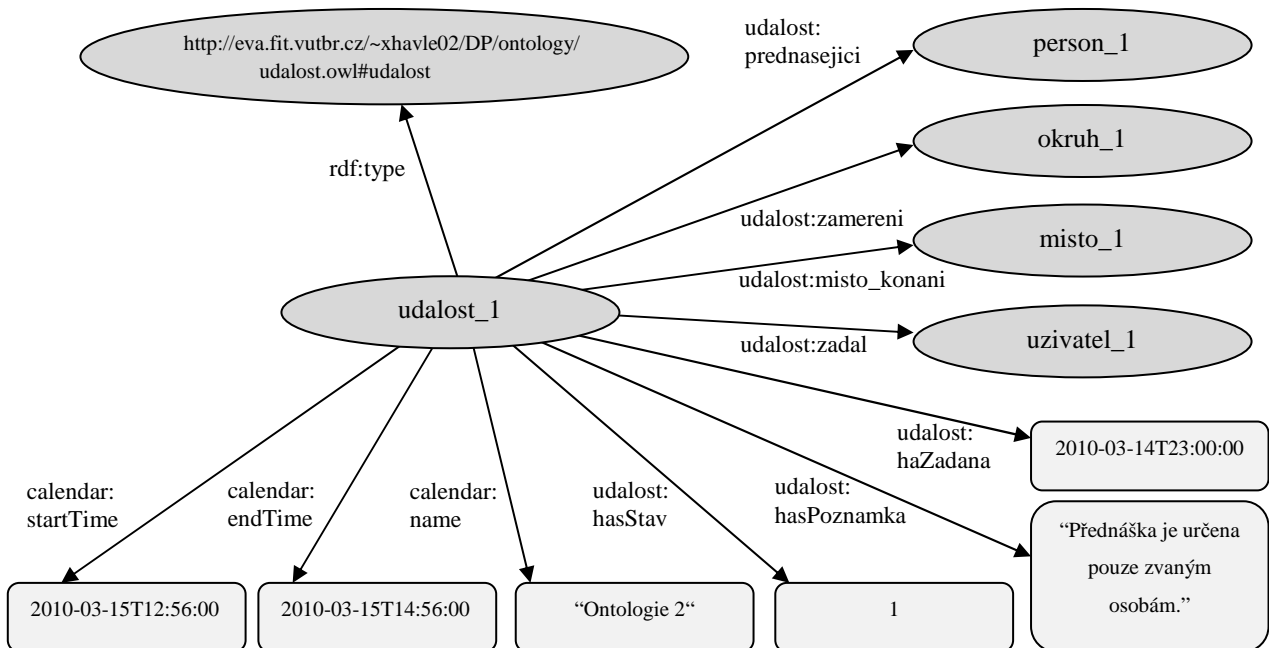 http://eva.fit.vutbr.cz/~xhavle02/DP/ontology/
udalost.owl#udalost
udalost:
prednasejici
person_1
okruh_1
rdf:type
udalost:zamereni
misto_1
udalost:misto_konani
udalost_1
uzivatel_1
udalost:zadal
udalost:
haZadana
2010-03-14T23:00:00
calendar:
startTime
calendar:
endTime
calendar:
name
udalost:
hasStav
udalost:
hasPoznamka
“Přednáška je určena
pouze zvaným
osobám.”
2010-03-15T12:56:00
2010-03-15T14:56:00
“Ontologie 2“
1